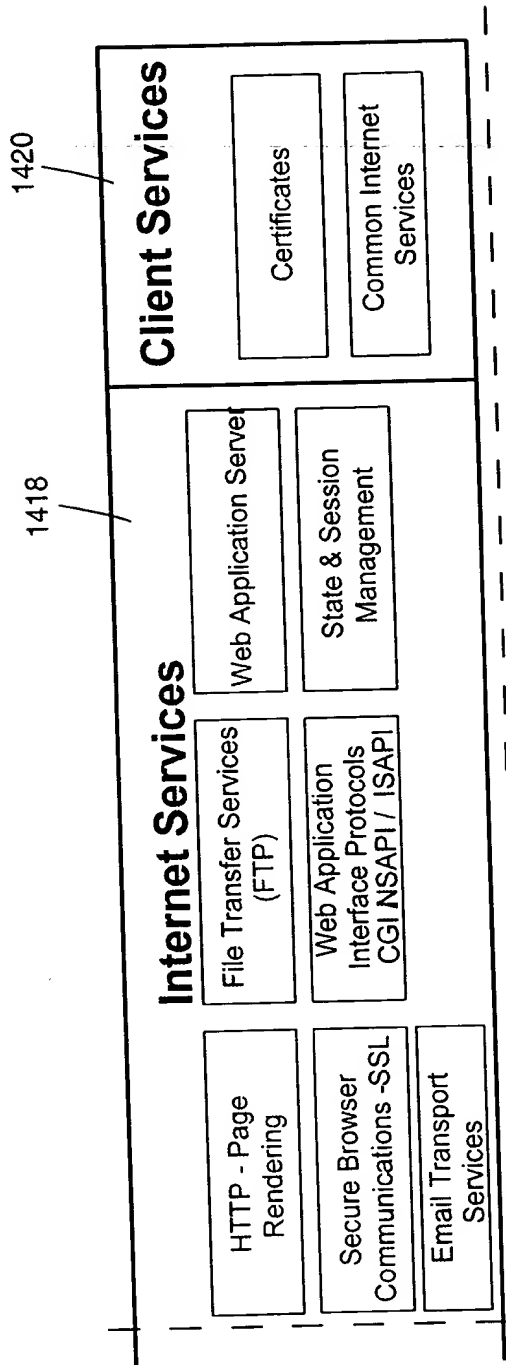 1418
1420
Internet Services
HTTP - Page
Rendering
File Transfer Services
(FTP)
Web Application Server
Secure Browser
Communications -SSL
Web Application
Interface Protocols
CGI NSAPI / ISAPI
State & Session
Management
Email Transport
Services
Client Services
Certificates
Common Internet
Services